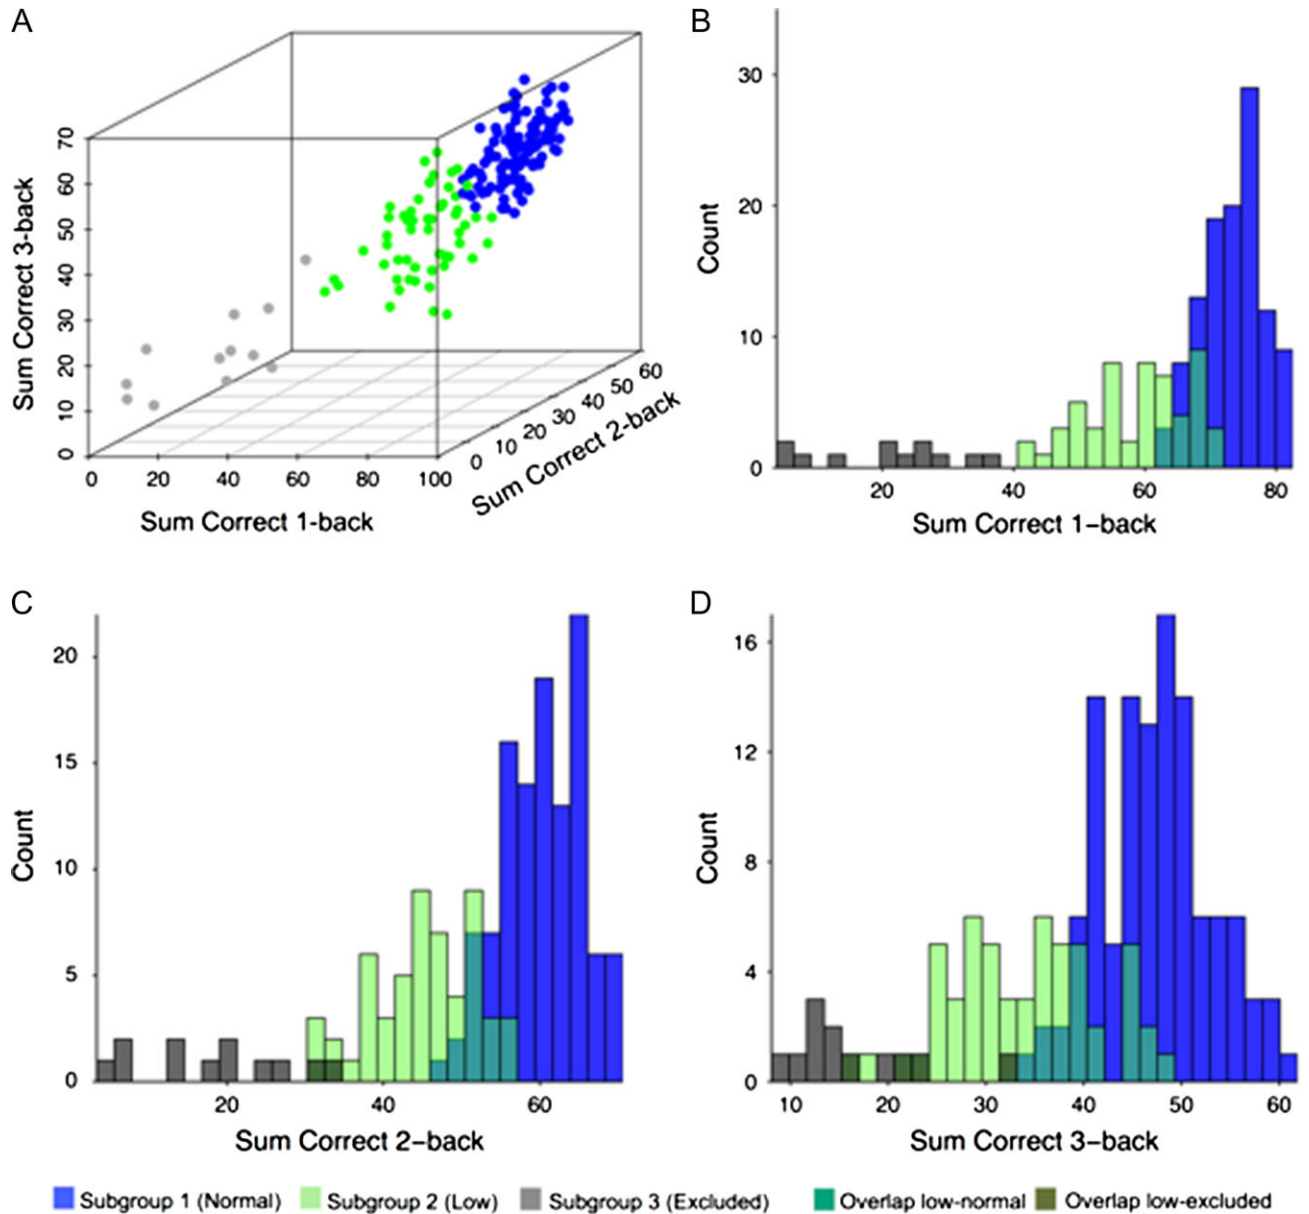 A
70
60
50
40
30
20
10
0
Sum Correct 3-back
0 20 40 60 80 100
Sum Correct 1-back
0 10 20 30 40 50 60
Sum Correct 2-back
B
30
20
10
0
Count
20 40 60 80
Sum Correct 1−back
C
20
15
10
5
0
Count
20 40 60
Sum Correct 2−back
D
16
12
8
4
0
Count
10 20 30 40 50 60
Sum Correct 3−back
Subgroup 1 (Normal) Subgroup 2 (Low) Subgroup 3 (Excluded) Overlap low-normal Overlap low-excluded